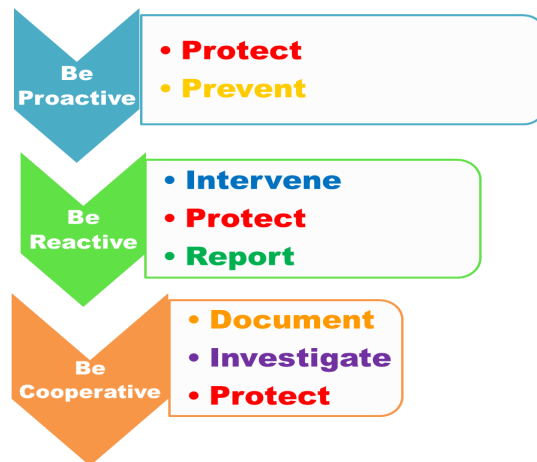 Be
Proactive
• Protect
• Prevent
Be
Reactive
• Intervene
• Protect
• Report
Be
Cooperative
• Document
• Investigate
• Protect